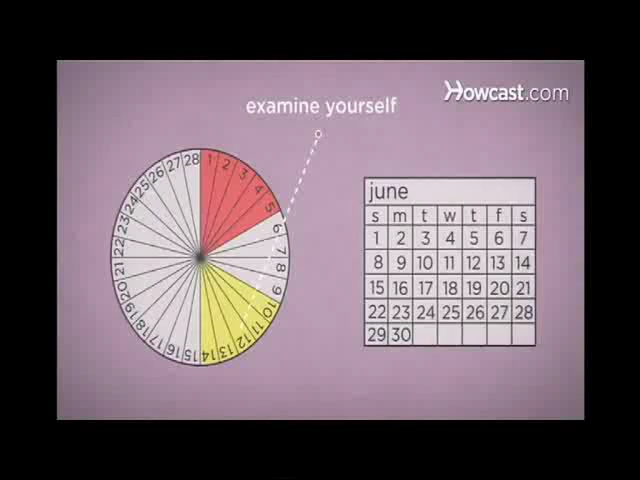 Howcast.com
examine yourself
1 2 3 4 5 6 7 8 9 10 11 12 13 14 15 16 17 18 19 20 21 22 23 24 25 26 27 28
june
s m t w t f s
1 2 3 4 5 6 7
8 9 10 11 12 13 14
15 16 17 18 19 20 21
22 23 24 25 26 27 28
29 30